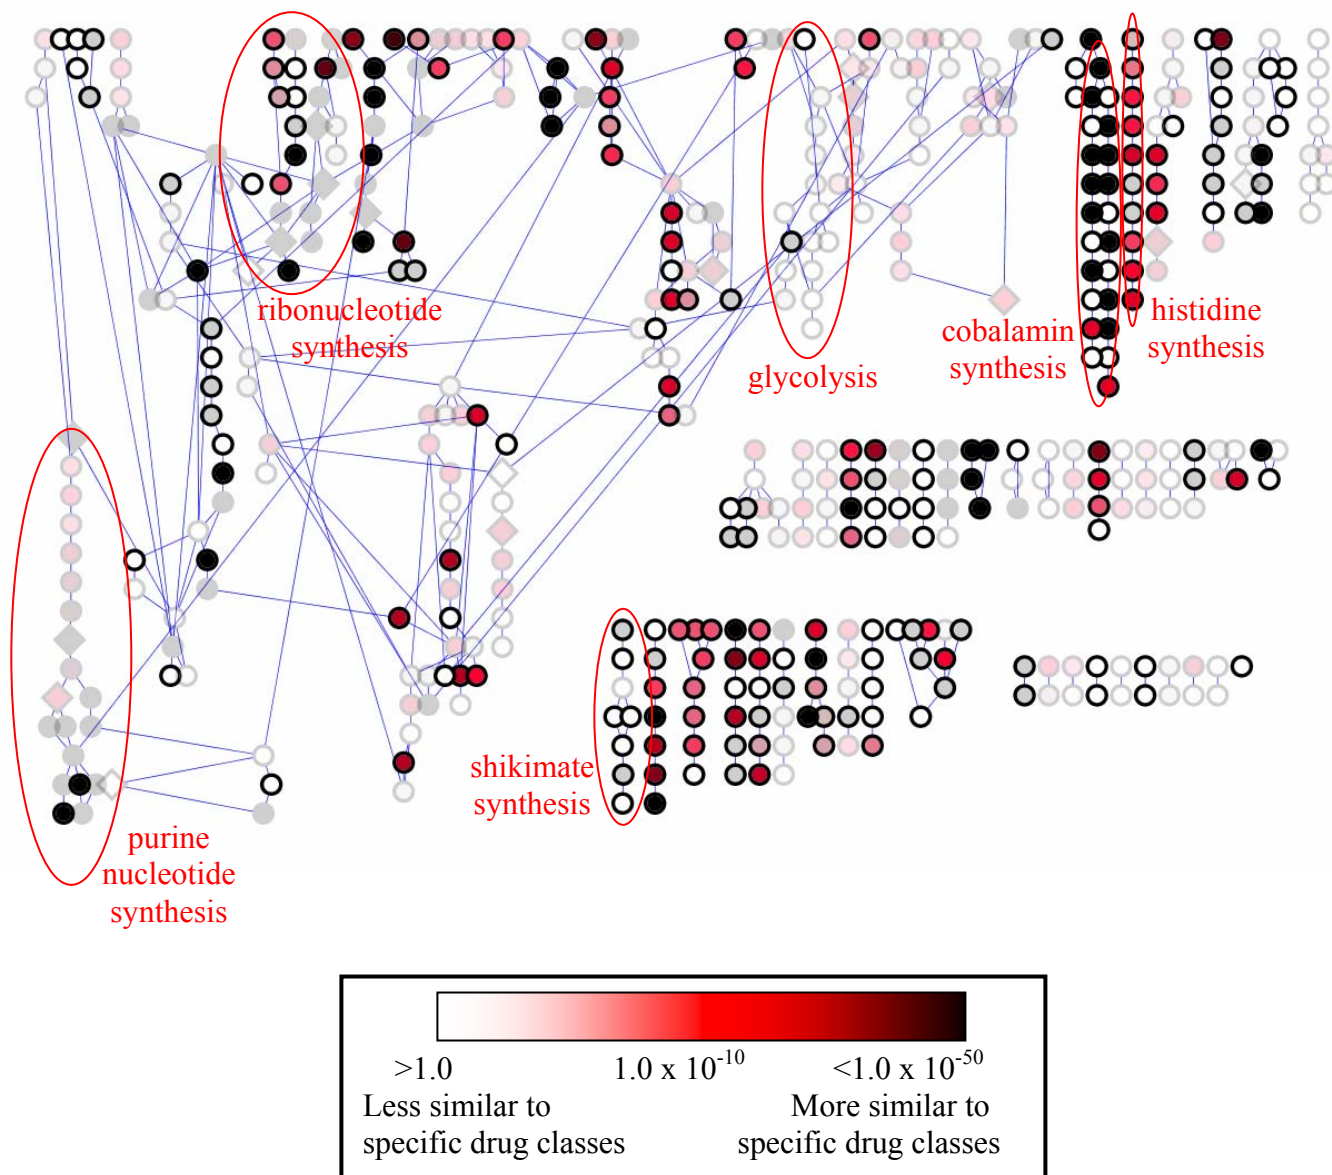 ribonucleotide
synthesis
glycolysis
cobalamin
synthesis
histidine
synthesis
shikimate
synthesis
purine
nucleotide
synthesis
>1.0 1.0 x 10^-10 <1.0 x 10^-50
Less similar to specific drug classes
More similar to specific drug classes